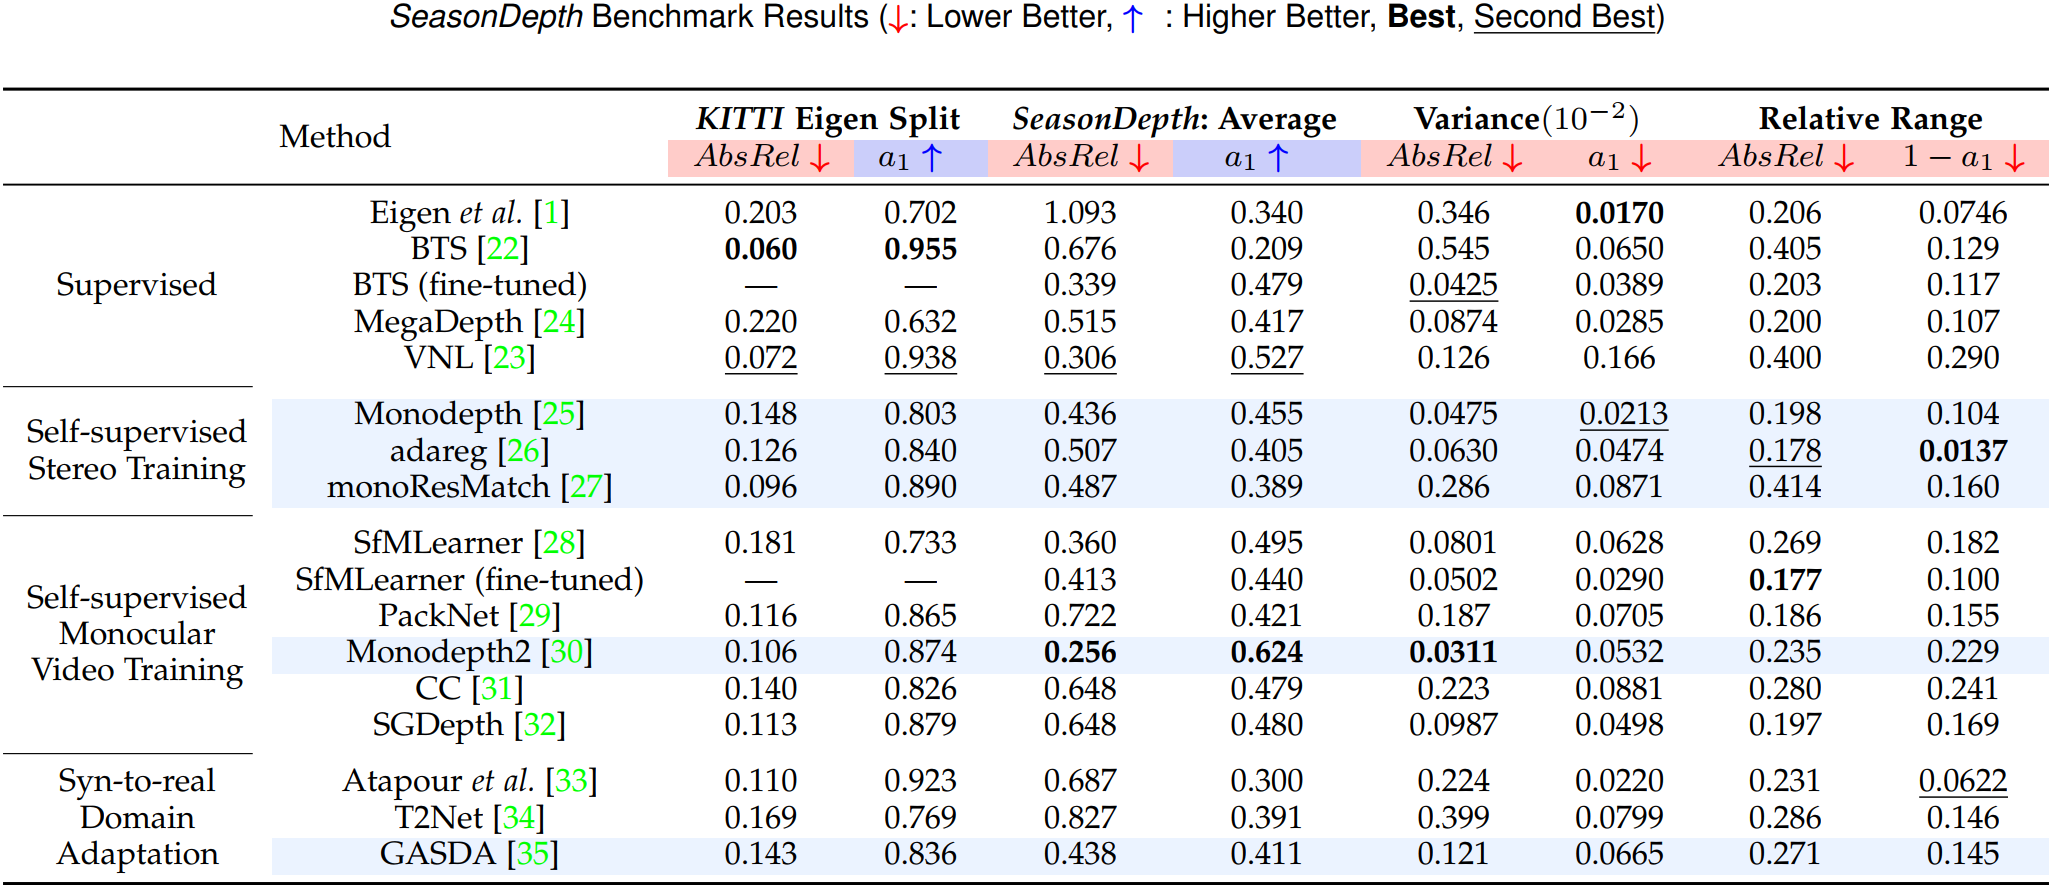 SeasonDepth Benchmark Results (↓: Lower Better, ↑ : Higher Better, Best, Second Best)
Method KITTI Eigen Split SeasonDepth: Average Variance(10⁻²) Relative Range
AbsRel ↓ a₁ ↑ AbsRel ↓ a₁ ↑ AbsRel ↓ a₁ ↓ AbsRel ↓ 1 − a₁ ↓
Supervised
Eigen et al. [1] 0.203 0.702 1.093 0.340 0.346 0.0170 0.206 0.0746
BTS [22] 0.060 0.955 0.676 0.209 0.545 0.0650 0.405 0.129
BTS (fine-tuned) — — 0.339 0.479 0.0425 0.0389 0.203 0.117
MegaDepth [24] 0.220 0.632 0.515 0.417 0.0874 0.0285 0.200 0.107
VNL [23] 0.072 0.938 0.306 0.527 0.126 0.166 0.400 0.290
Self-supervised
Stereo Training
Monodepth [25] 0.148 0.803 0.436 0.455 0.0475 0.0213 0.198 0.104
adareg [26] 0.126 0.840 0.507 0.405 0.0630 0.0474 0.178 0.0137
monoResMatch [27] 0.096 0.890 0.487 0.389 0.286 0.0871 0.414 0.160
Self-supervised
Monocular
Video Training
SfMLearner [28] 0.181 0.733 0.360 0.495 0.0801 0.0628 0.269 0.182
SfMLearner (fine-tuned) — — 0.413 0.440 0.0502 0.0290 0.177 0.100
PackNet [29] 0.116 0.865 0.722 0.421 0.187 0.0705 0.186 0.155
Monodepth2 [30] 0.106 0.874 0.256 0.624 0.0311 0.0532 0.235 0.229
CC [31] 0.140 0.826 0.648 0.479 0.223 0.0881 0.280 0.241
SGDepth [32] 0.113 0.879 0.648 0.480 0.0987 0.0498 0.197 0.169
Syn-to-real
Domain
Adaptation
Atapour et al. [33] 0.110 0.923 0.687 0.300 0.224 0.0220 0.231 0.0622
T2Net [34] 0.169 0.769 0.827 0.391 0.399 0.0799 0.286 0.146
GASDA [35] 0.143 0.836 0.438 0.411 0.121 0.0665 0.271 0.145